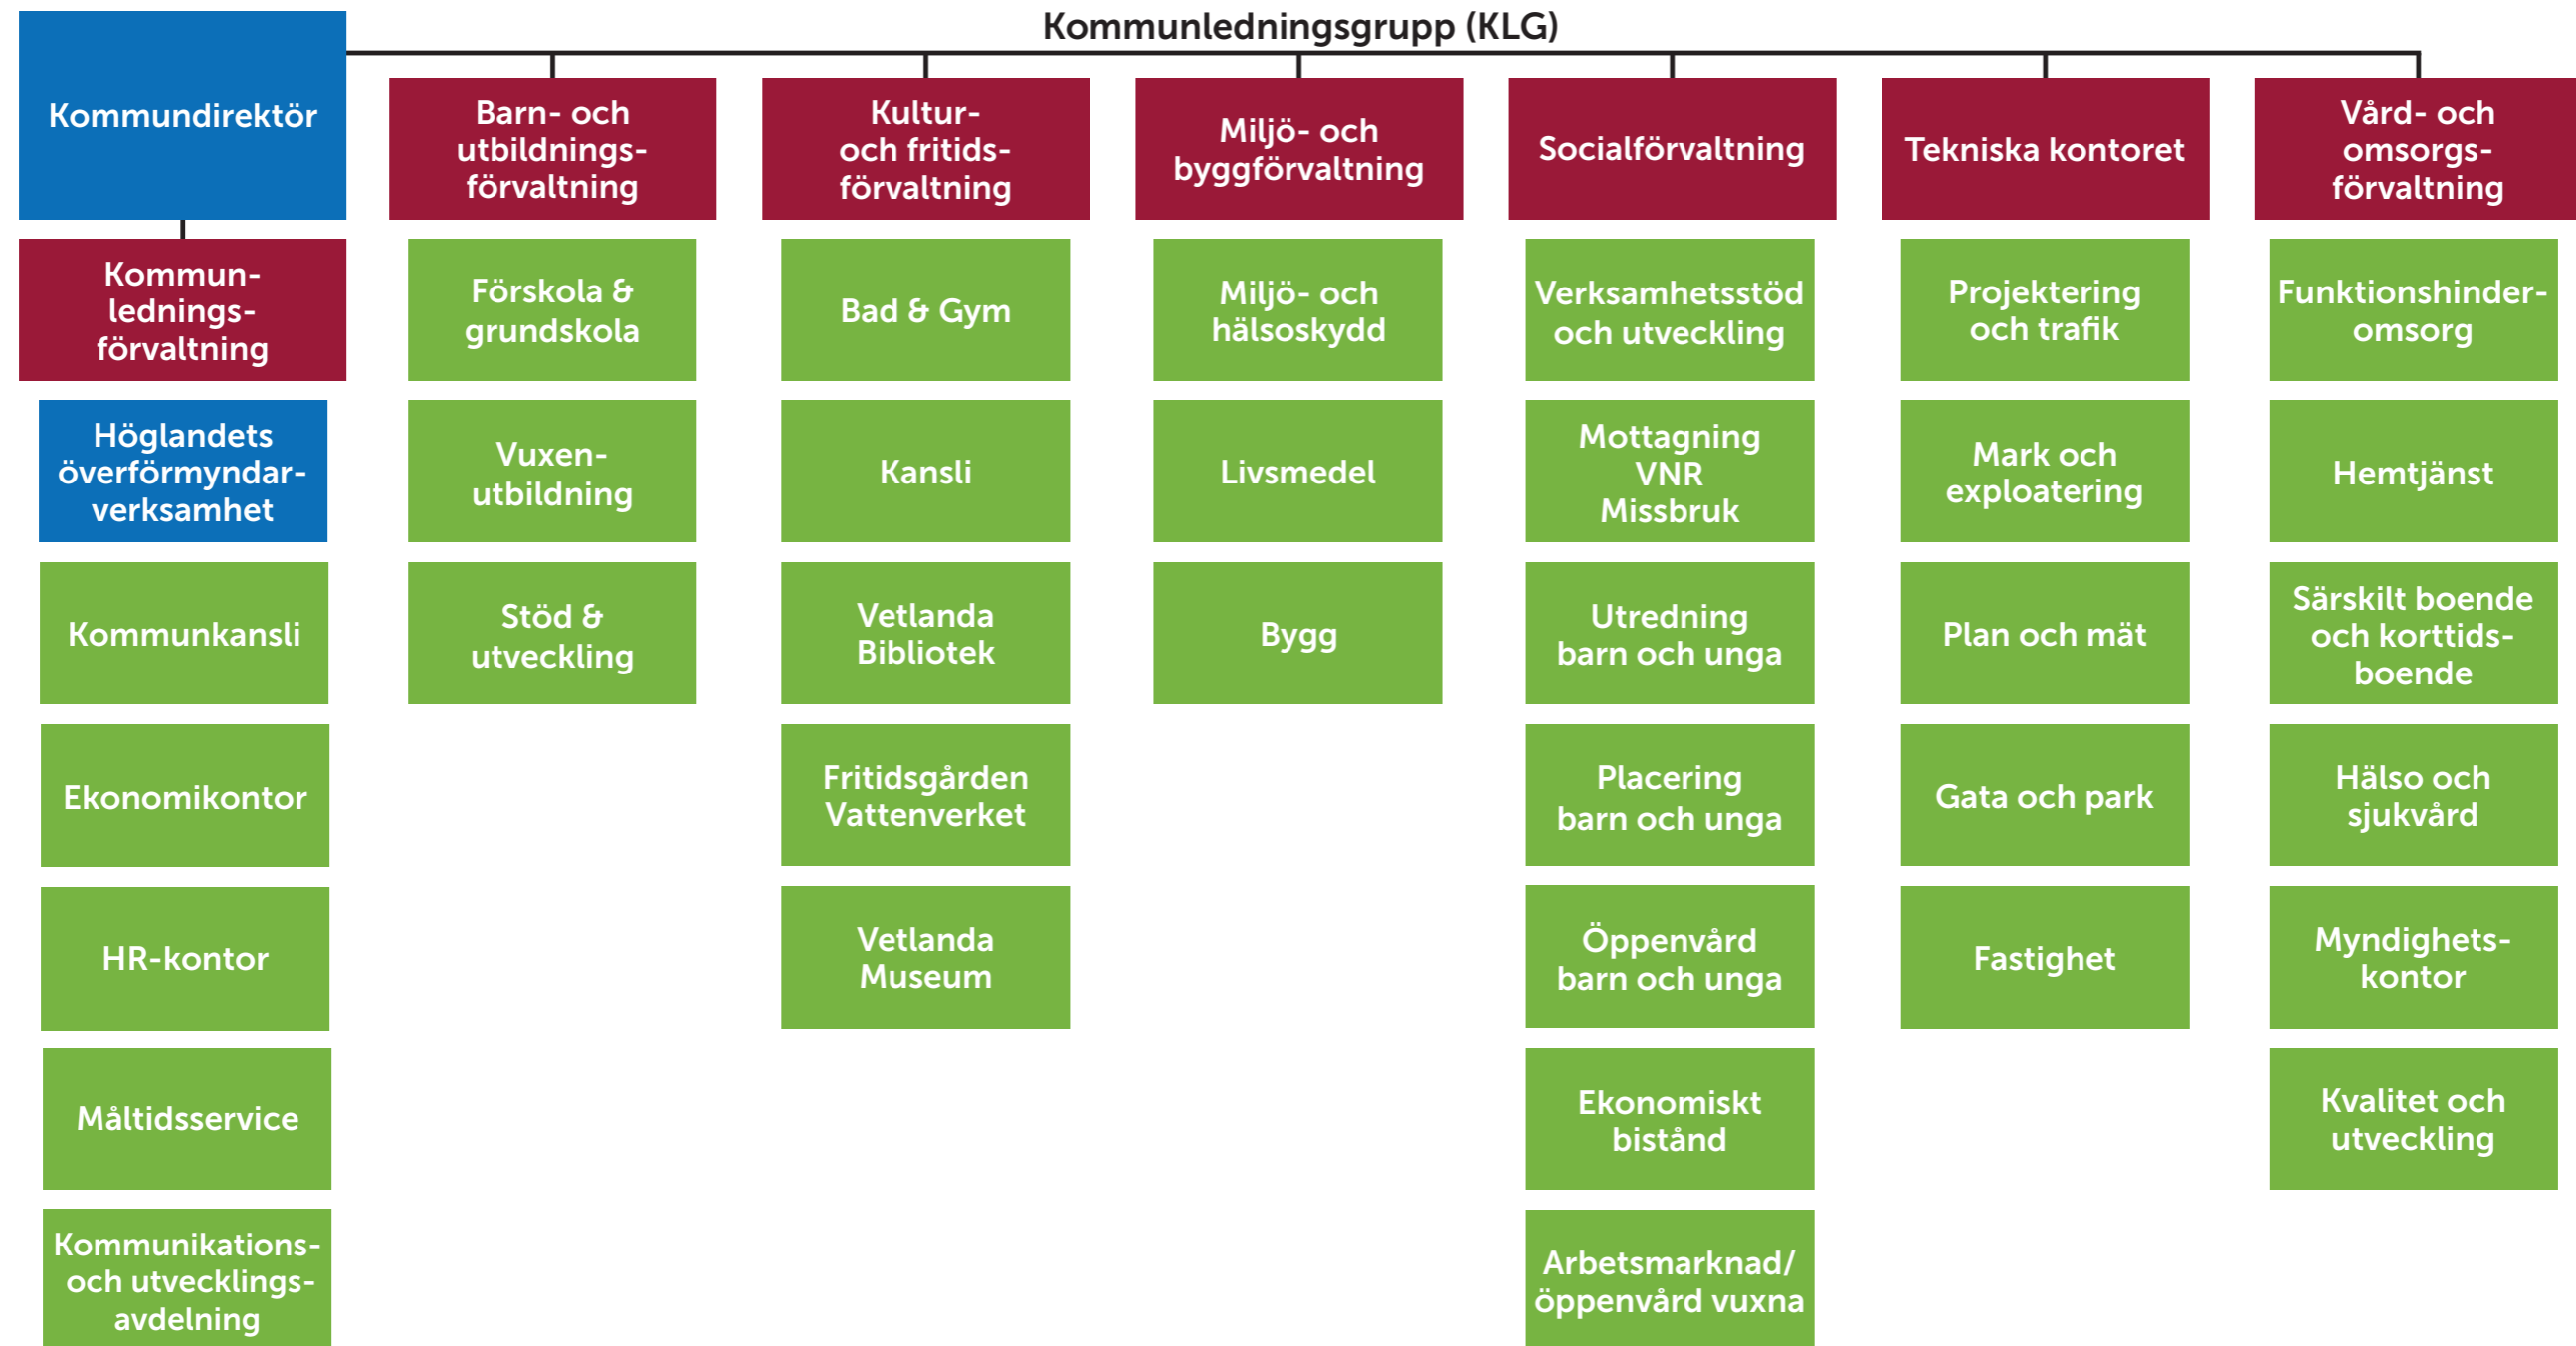 Kommunledningsgrupp (KLG)
Kommundirektör
Kommun-
lednings-
förvaltning
Höglandets
överförmyndar-
verksamhet
Kommunkansli
Ekonomikontor
HR-kontor
Måltidsservice
Kommunikations-
och utvecklings-
avdelning
Barn- och
utbildnings-
förvaltning
Förskola &
grundskola
Vuxen-
utbildning
Stöd &
utveckling
Kultur-
och fritids-
förvaltning
Bad & Gym
Kansli
Vetlanda
Bibliotek
Fritidsgården
Vattenverket
Vetlanda
Museum
Miljö- och
byggförvaltning
Miljö- och
hälsoskydd
Livsmedel
Bygg
Socialförvaltning
Verksamhetsstöd
och utveckling
Mottagning
VNR
Missbruk
Utredning
barn och unga
Placering
barn och unga
Öppenvård
barn och unga
Ekonomiskt
bistånd
Arbetsmarknad/
öppenvård vuxna
Tekniska kontoret
Projektering
och trafik
Mark och
exploatering
Plan och mät
Gata och park
Fastighet
Vård- och
omsorgs-
förvaltning
Funktionshinder-
omsorg
Hemtjänst
Särskilt boende
och korttids-
boende
Hälso och
sjukvård
Myndighets-
kontor
Kvalitet och
utveckling